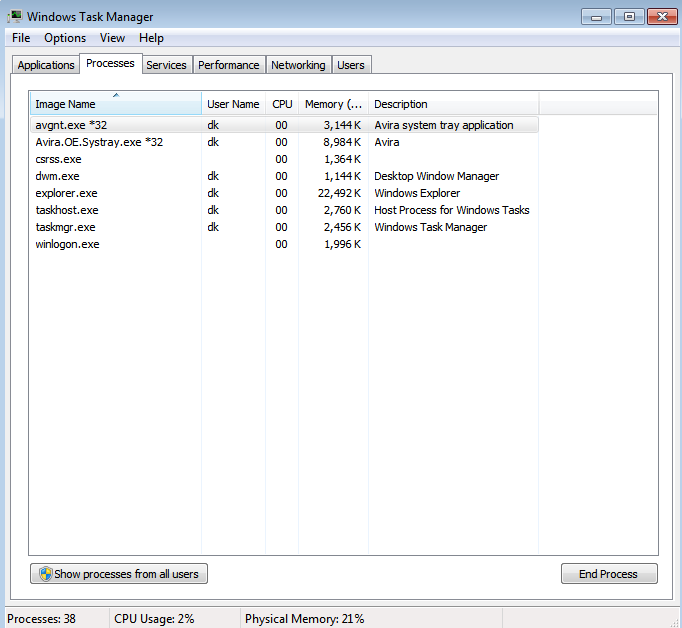 Windows Task Manager
File Options View Help
Applications Processes Services Performance Networking Users
Image Name User Name CPU Memory (... Description
avgnt.exe *32 dk 00 3,144 K Avira system tray application
Avira.OE.Systray.exe *32 dk 00 8,984 K Avira
csrss.exe 00 1,364 K
dwm.exe dk 00 1,144 K Desktop Window Manager
explorer.exe dk 00 22,492 K Windows Explorer
taskhost.exe dk 00 2,760 K Host Process for Windows Tasks
taskmgr.exe dk 00 2,456 K Windows Task Manager
winlogon.exe 00 1,996 K
Show processes from all users End Process
Processes: 38 CPU Usage: 2% Physical Memory: 21%